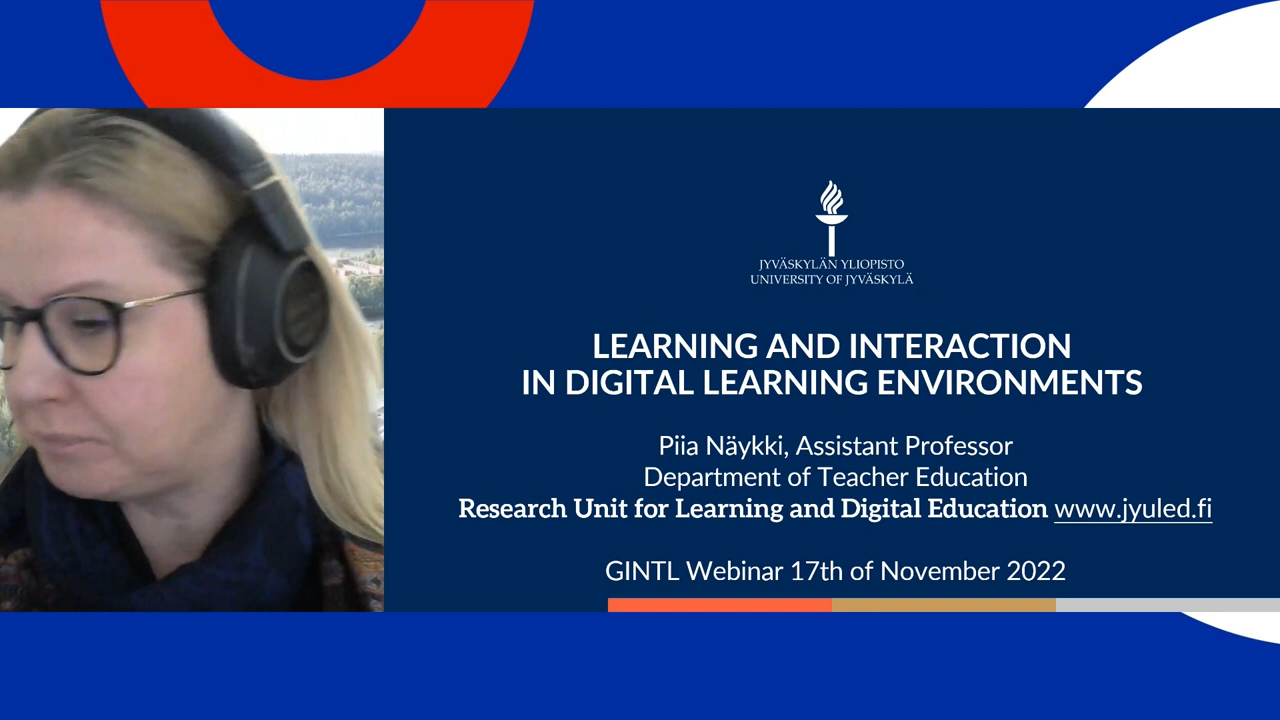 JYVÄSKYLÄN YLIOPISTO
UNIVERSITY OF JYVÄSKYLÄ
LEARNING AND INTERACTION
IN DIGITAL LEARNING ENVIRONMENTS
Piia Näykki, Assistant Professor
Department of Teacher Education
Research Unit for Learning and Digital Education www.jyuled.fi
GINTL Webinar 17th of November 2022